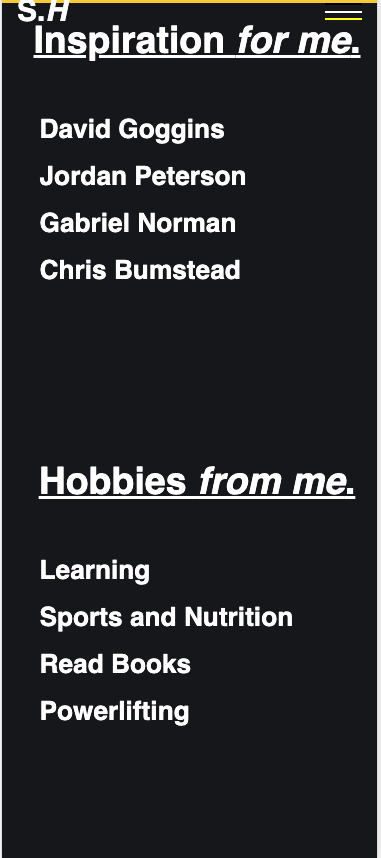 S.H
Inspiration for me.
David Goggins
Jordan Peterson
Gabriel Norman
Chris Bumstead
Hobbies from me.
Learning
Sports and Nutrition
Read Books
Powerlifting